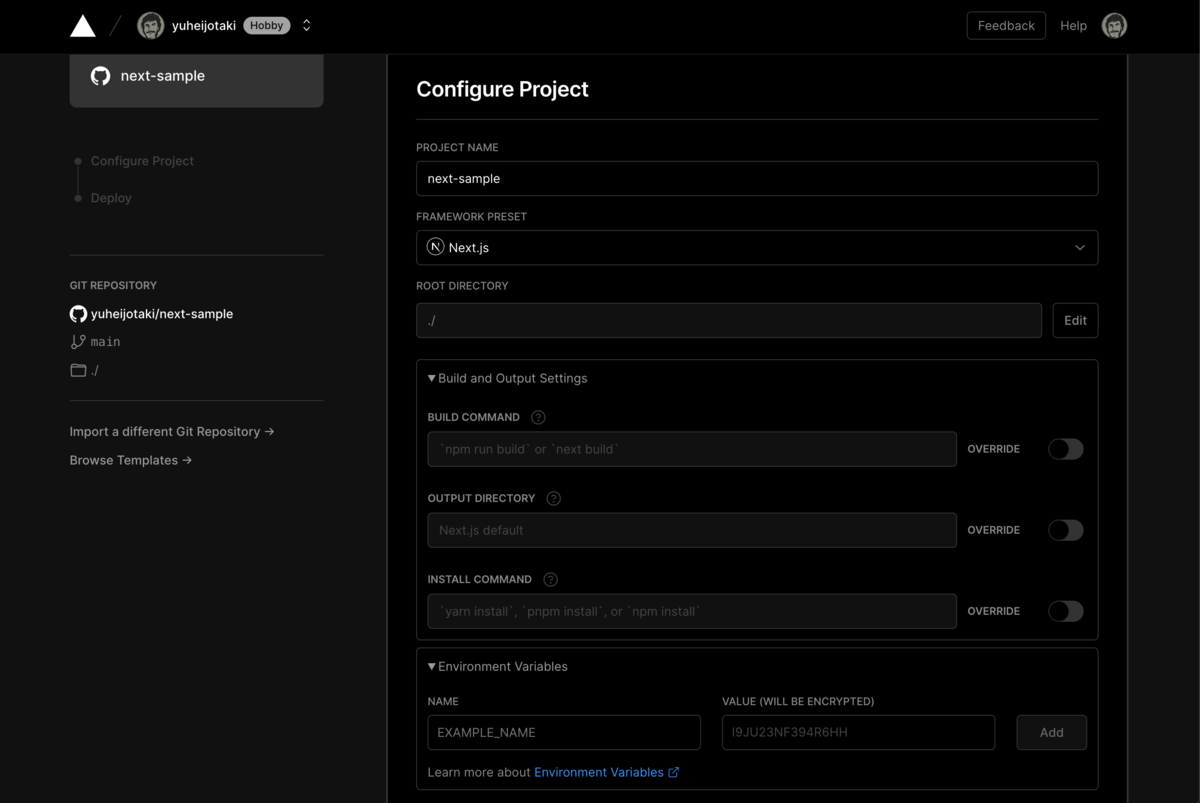 yuheijotaki Hobby
Feedback Help
next-sample
Configure Project
Deploy
GIT REPOSITORY
yuheijotaki/next-sample
main
./
Import a different Git Repository →
Browse Templates →
Configure Project
PROJECT NAME
next-sample
FRAMEWORK PRESET
N Next.js
ROOT DIRECTORY
./ Edit
▼Build and Output Settings
BUILD COMMAND ?
`npm run build` or `next build` OVERRIDE
OUTPUT DIRECTORY ?
Next.js default OVERRIDE
INSTALL COMMAND ?
`yarn install`, `pnpm install`, or `npm install` OVERRIDE
▼Environment Variables
NAME VALUE (WILL BE ENCRYPTED)
EXAMPLE_NAME I9JU23NF394R6HH Add
Learn more about Environment Variables